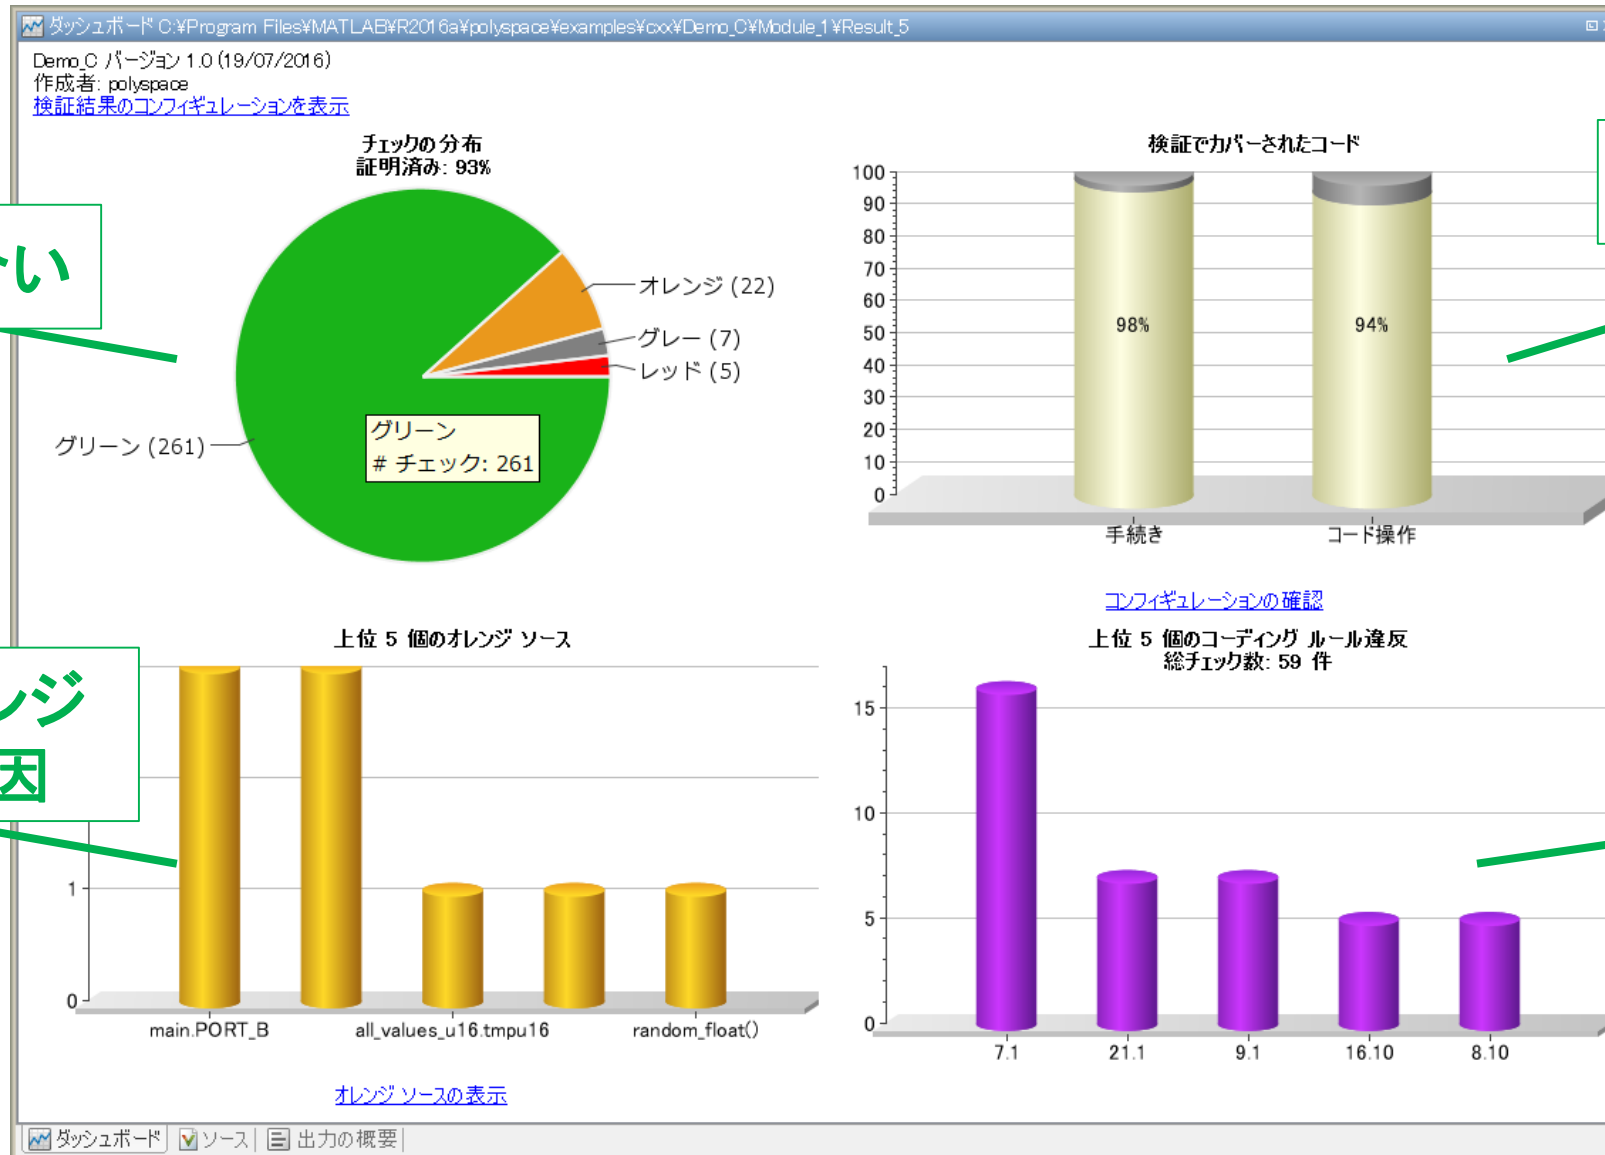 ダッシュボード C:¥Program Files¥MATLAB¥R2016a¥polyspace¥examples¥cxx¥Demo_C¥Module_1¥Result_5
Demo_C バージョン 1.0 (19/07/2016)
作成者: polyspace
検証結果のコンフィギュレーションを表示
チェックの分布
証明済み: 93%
オレンジ (22)
グレー (7)
レッド (5)
グリーン (261)
グリーン
# チェック: 261
い
検証でカバーされたコード
100
90
80
70
60
50
40
30
20
10
0
98%
94%
手続き
コード操作
コンフィギュレーションの確認
上位 5 個のオレンジ ソース
ンジ
因
1
0
main.PORT_B
all_values_u16.tmpu16
random_float()
オレンジ ソースの表示
上位 5 個のコーディング ルール違反
総チェック数: 59 件
15
10
5
0
7.1
21.1
9.1
16.10
8.10
ダッシュボード
ソース
出力の概要